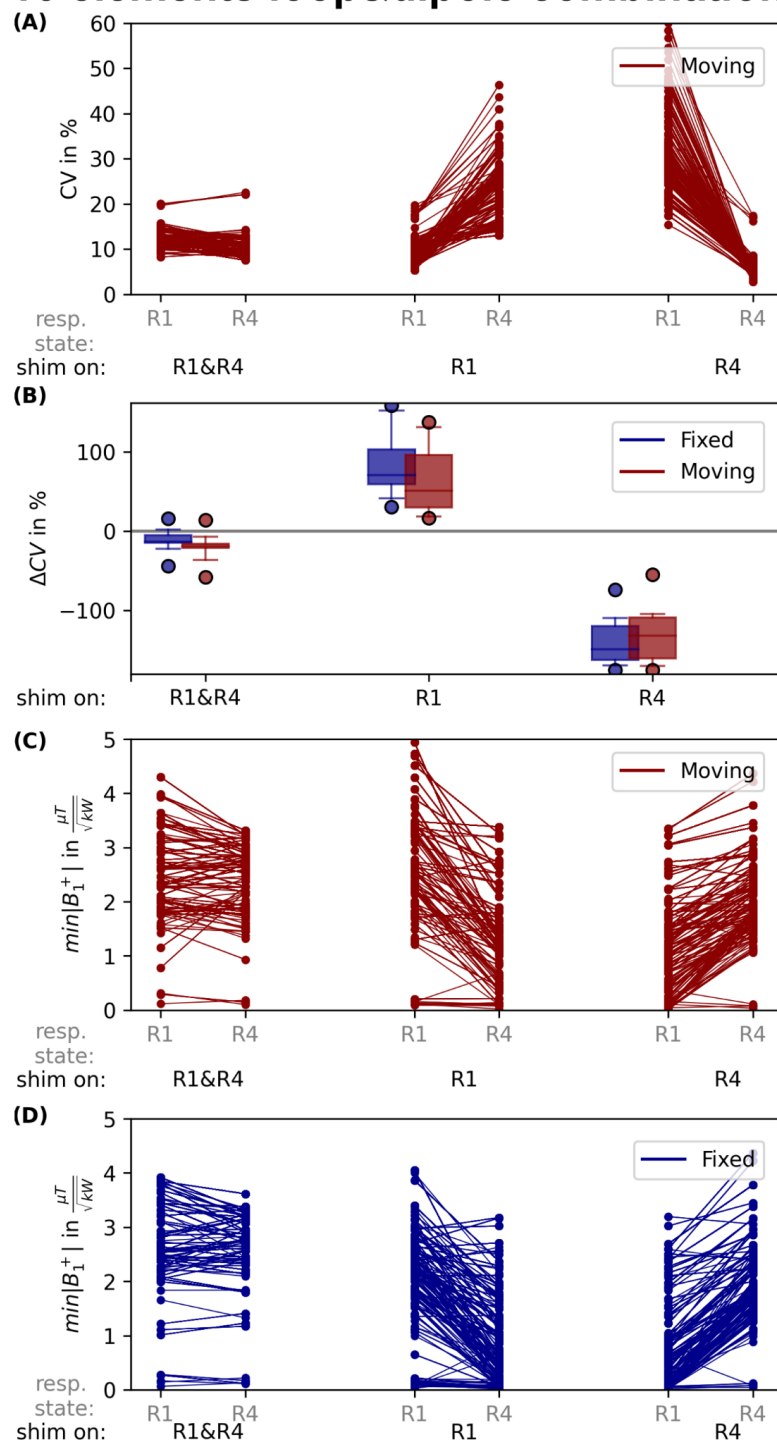 (A)
60
50
40
30
20
10
0
CV in %
Moving
R1 R4 R1 R4 R1 R4
resp.
state:
shim on: R1&R4 R1 R4
(B)
100
0
−100
ΔCV in %
Fixed
Moving
shim on: R1&R4 R1 R4
(C)
5
4
3
2
1
0
min|B₁⁺| in μT/√kW
Moving
resp. R1 R4 R1 R4 R1 R4
state:
shim on: R1&R4 R1 R4
(D)
5
4
3
2
1
0
min|B₁⁺| in μT/√kW
Fixed
resp.
state: R1 R4 R1 R4 R1 R4
shim on: R1&R4 R1 R4